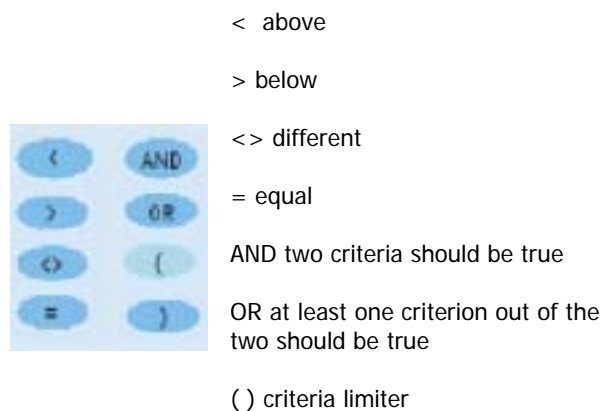 < above
> below
<> different
= equal
AND two criteria should be true
OR at least one criterion out of the
two should be true
( ) criteria limiter
< AND
> OR
<> (
= )